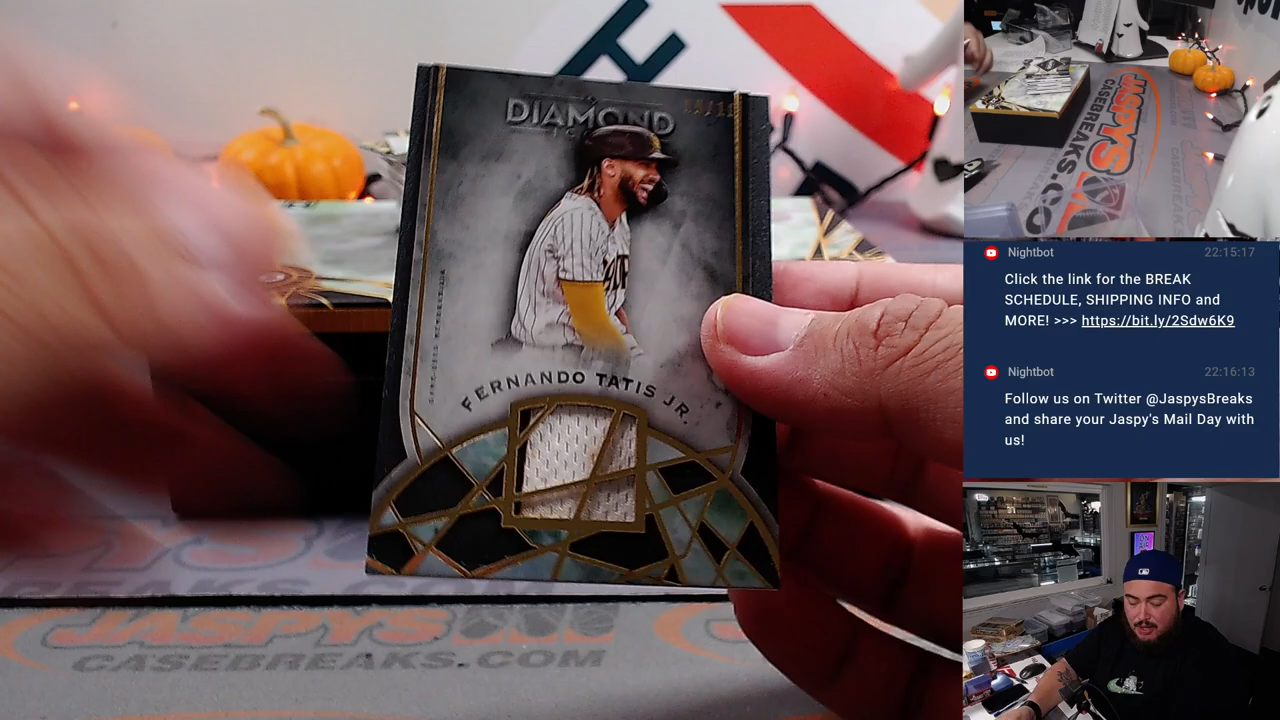 DIAMOND
FERNANDO TATIS JR.
JASPYS
CASEBREAKS.COM
JASPYS
CASEBREAKS.CO
Nightbot 22:15:17
Click the link for the BREAK
SCHEDULE, SHIPPING INFO and
MORE! >>> https://bit.ly/2Sdw6K9
Nightbot 22:16:13
Follow us on Twitter @JaspysBreaks
and share your Jaspy's Mail Day with
us!